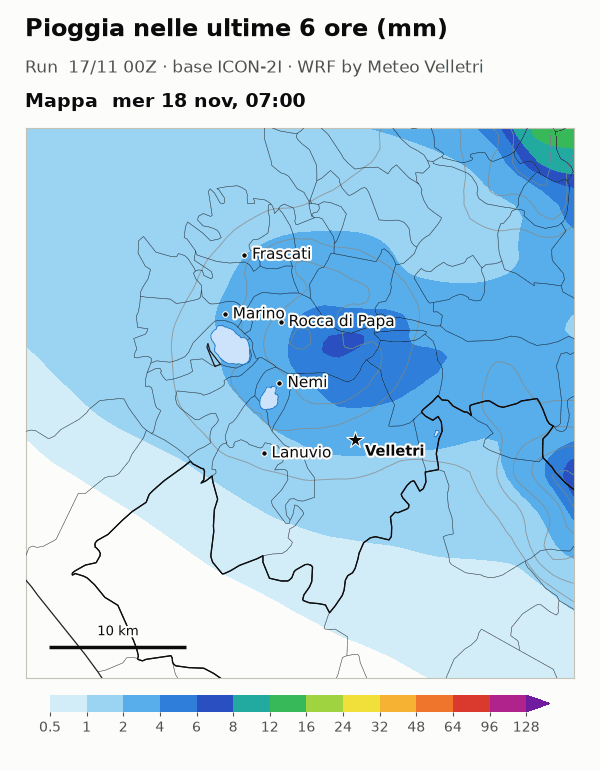 Pioggia nelle ultime 6 ore (mm)
Run  17/11 00Z · base ICON-2I · WRF by Meteo Velletri
Mappa  mer 18 nov, 07:00
Frascati
Marino
Rocca di Papa
Nemi
Velletri
Lanuvio
10 km
0.5 1 2 4 6 8 12 16 24 32 48 64 96 128